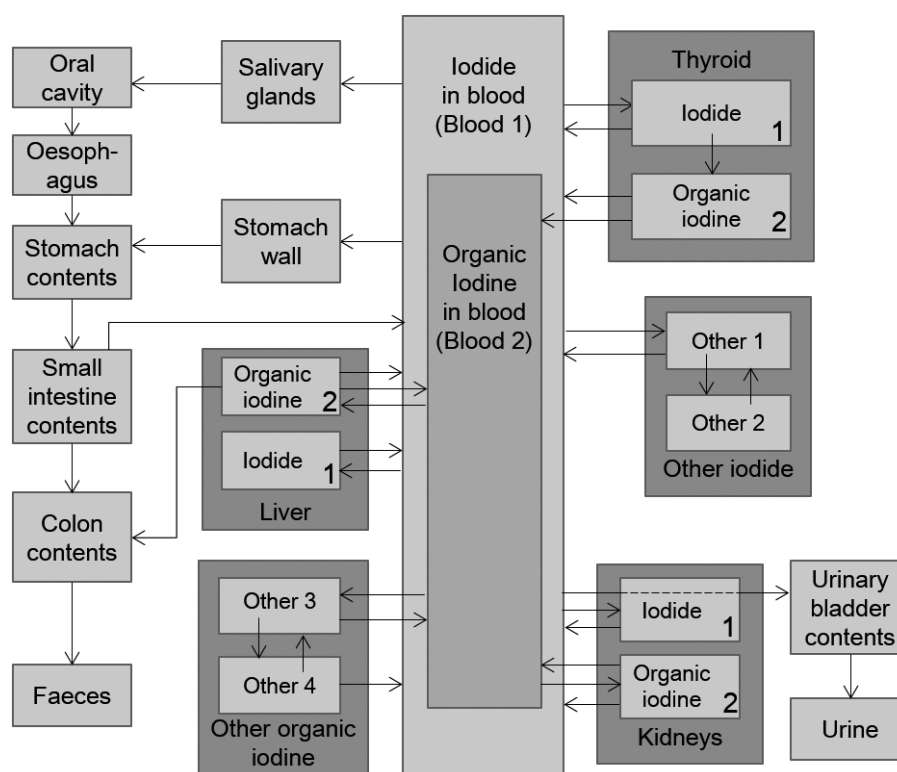 Oral
cavity
Salivary
glands
Iodide
in blood
(Blood 1)
Thyroid
Iodide
1
Oesoph-
agus
Organic
iodine
2
Stomach
contents
Stomach
wall
Organic
Iodine
in blood
(Blood 2)
Other 1
Other 2
Other iodide
Small
intestine
contents
Organic
iodine
2
Iodide
1
Liver
Colon
contents
Other 3
Other 4
Other organic
iodine
Iodide
1
Organic
iodine
2
Kidneys
Urinary
bladder
contents
Faeces
Urine